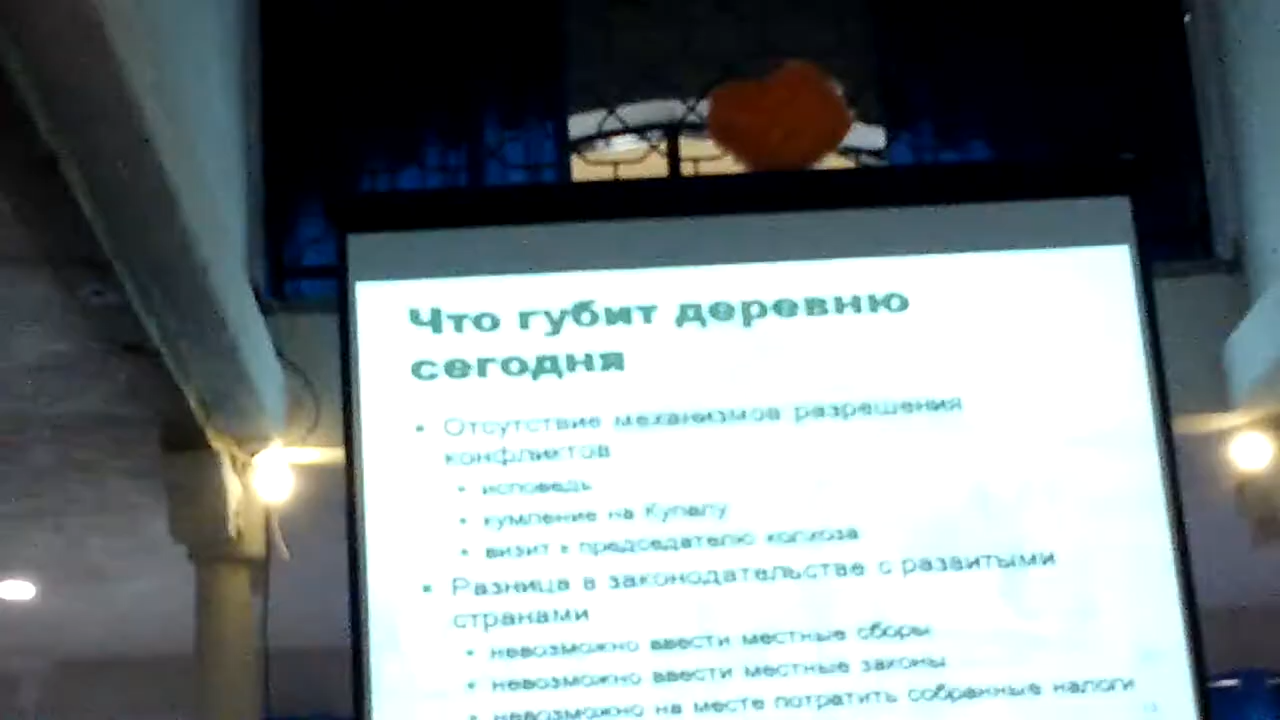 Что губит деревню
сегодня
• Отсутствие механизмов разрешения
конфликтов
• исповедь
• кумление на Купалу
• визит к председателю колхоза
• Разница в законодательстве с развитыми
странами
• невозможно ввести местные сборы
• невозможно ввести местные законы
• невозможно на месте потратить собранные налоги